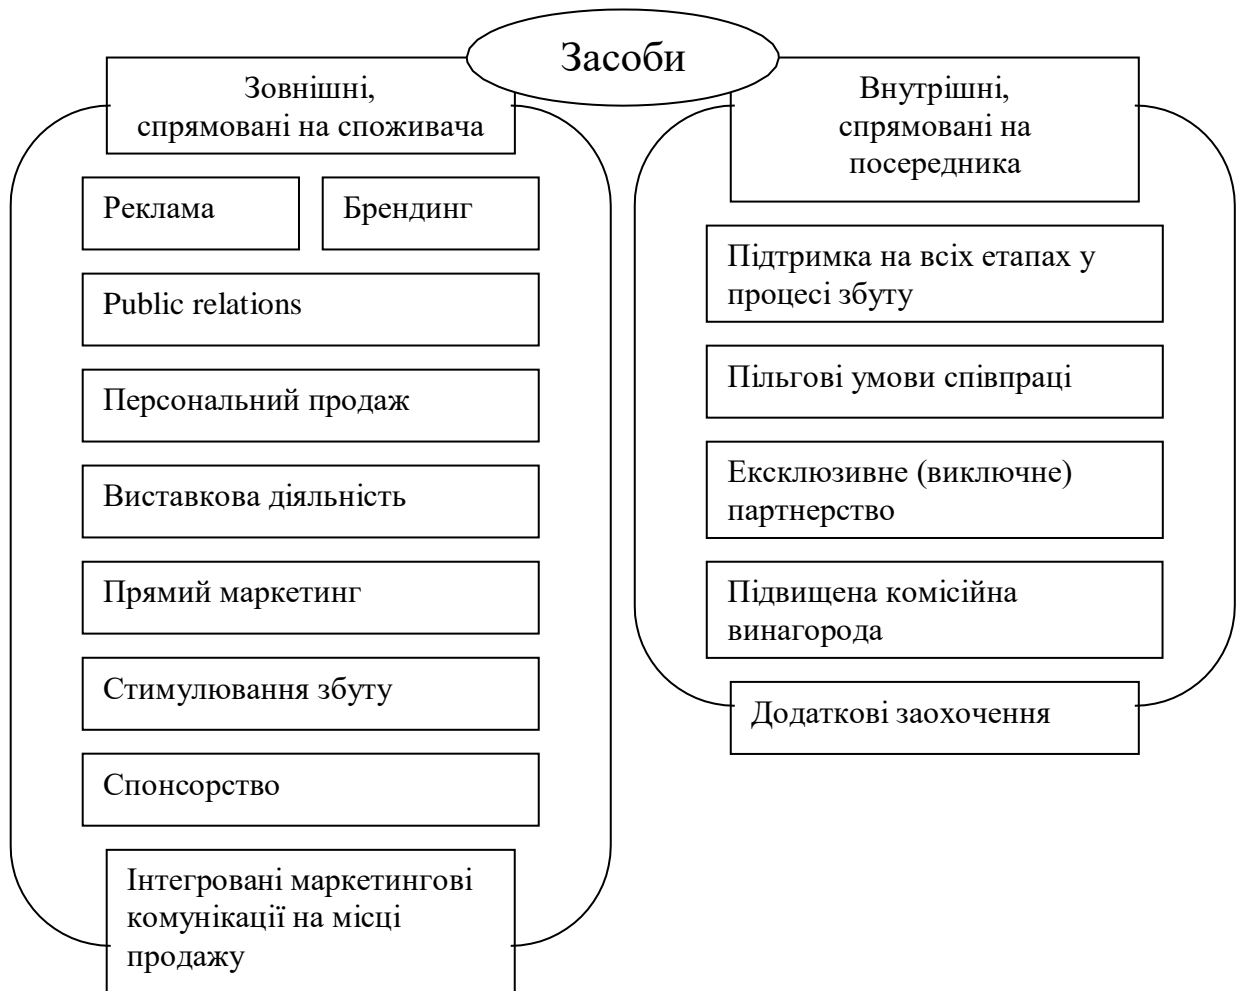 Засоби
Зовнішні,
спрямовані на споживача
Реклама
Брендинг
Public relations
Персональний продаж
Виставкова діяльність
Прямий маркетинг
Стимулювання збуту
Спонсорство
Інтегровані маркетингові
комунікації на місці
продажу
Внутрішні,
спрямовані на
посередника
Підтримка на всіх етапах у
процесі збуту
Пільгові умови співпраці
Ексклюзивне (виключне)
партнерство
Підвищена комісійна
винагорода
Додаткові заохочення